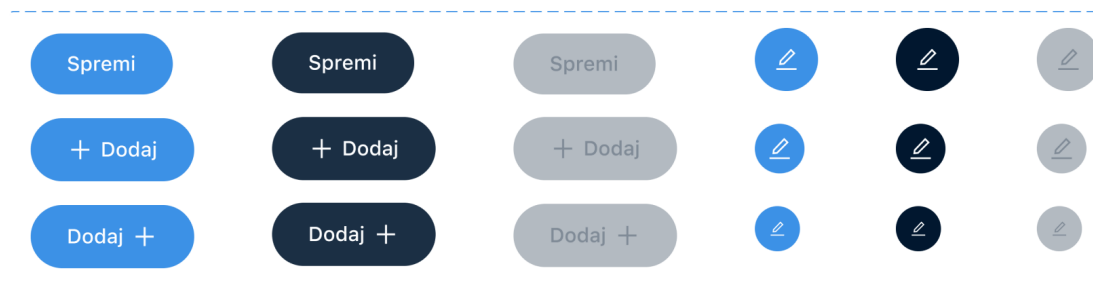 Spremi Spremi Spremi
+ Dodaj + Dodaj + Dodaj
Dodaj + Dodaj + Dodaj +